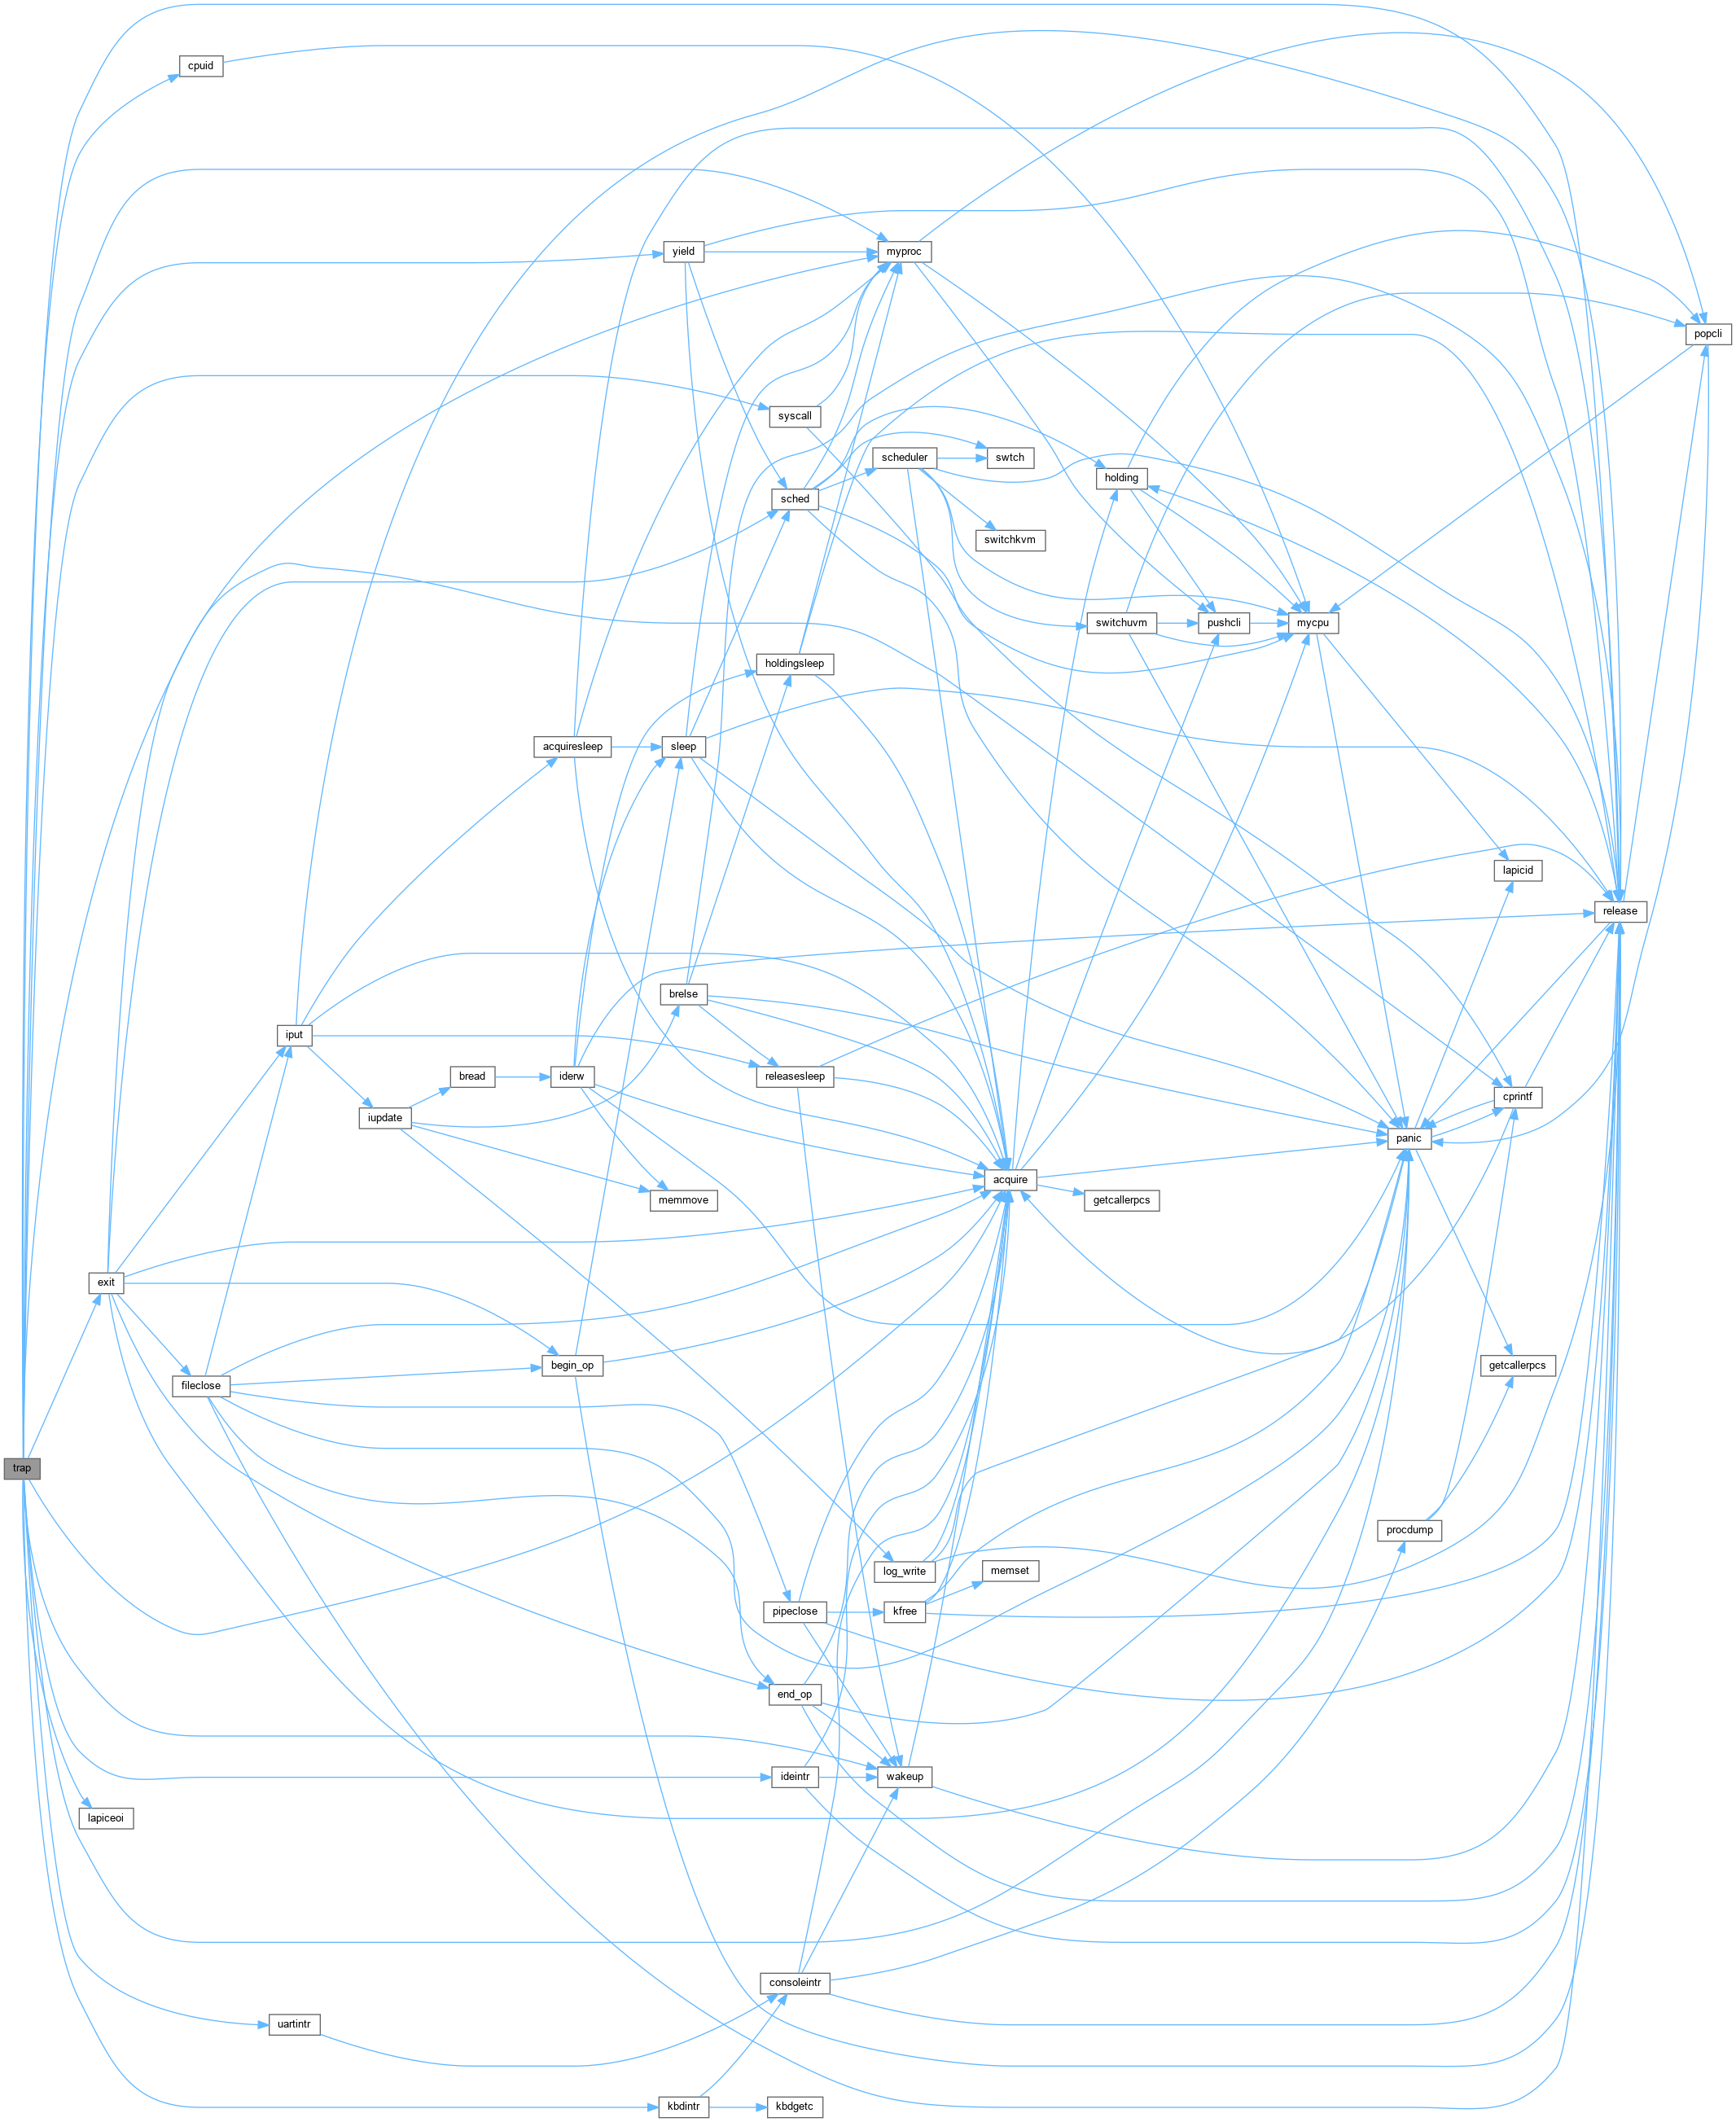 cpuid
yield
myproc
popcli
syscall
scheduler
swtch
holding
sched
switchkvm
switchuvm
pushcli
mycpu
holdingsleep
acquiresleep
sleep
lapicid
release
brelse
iput
bread
iderw
releasesleep
cprintf
iupdate
panic
acquire
memmove
getcallerpcs
exit
begin_op
getcallerpcs
fileclose
trap
procdump
log_write
memset
pipeclose
kfree
end_op
ideintr
wakeup
lapiceoi
consoleintr
uartintr
kbdintr
kbdgetc